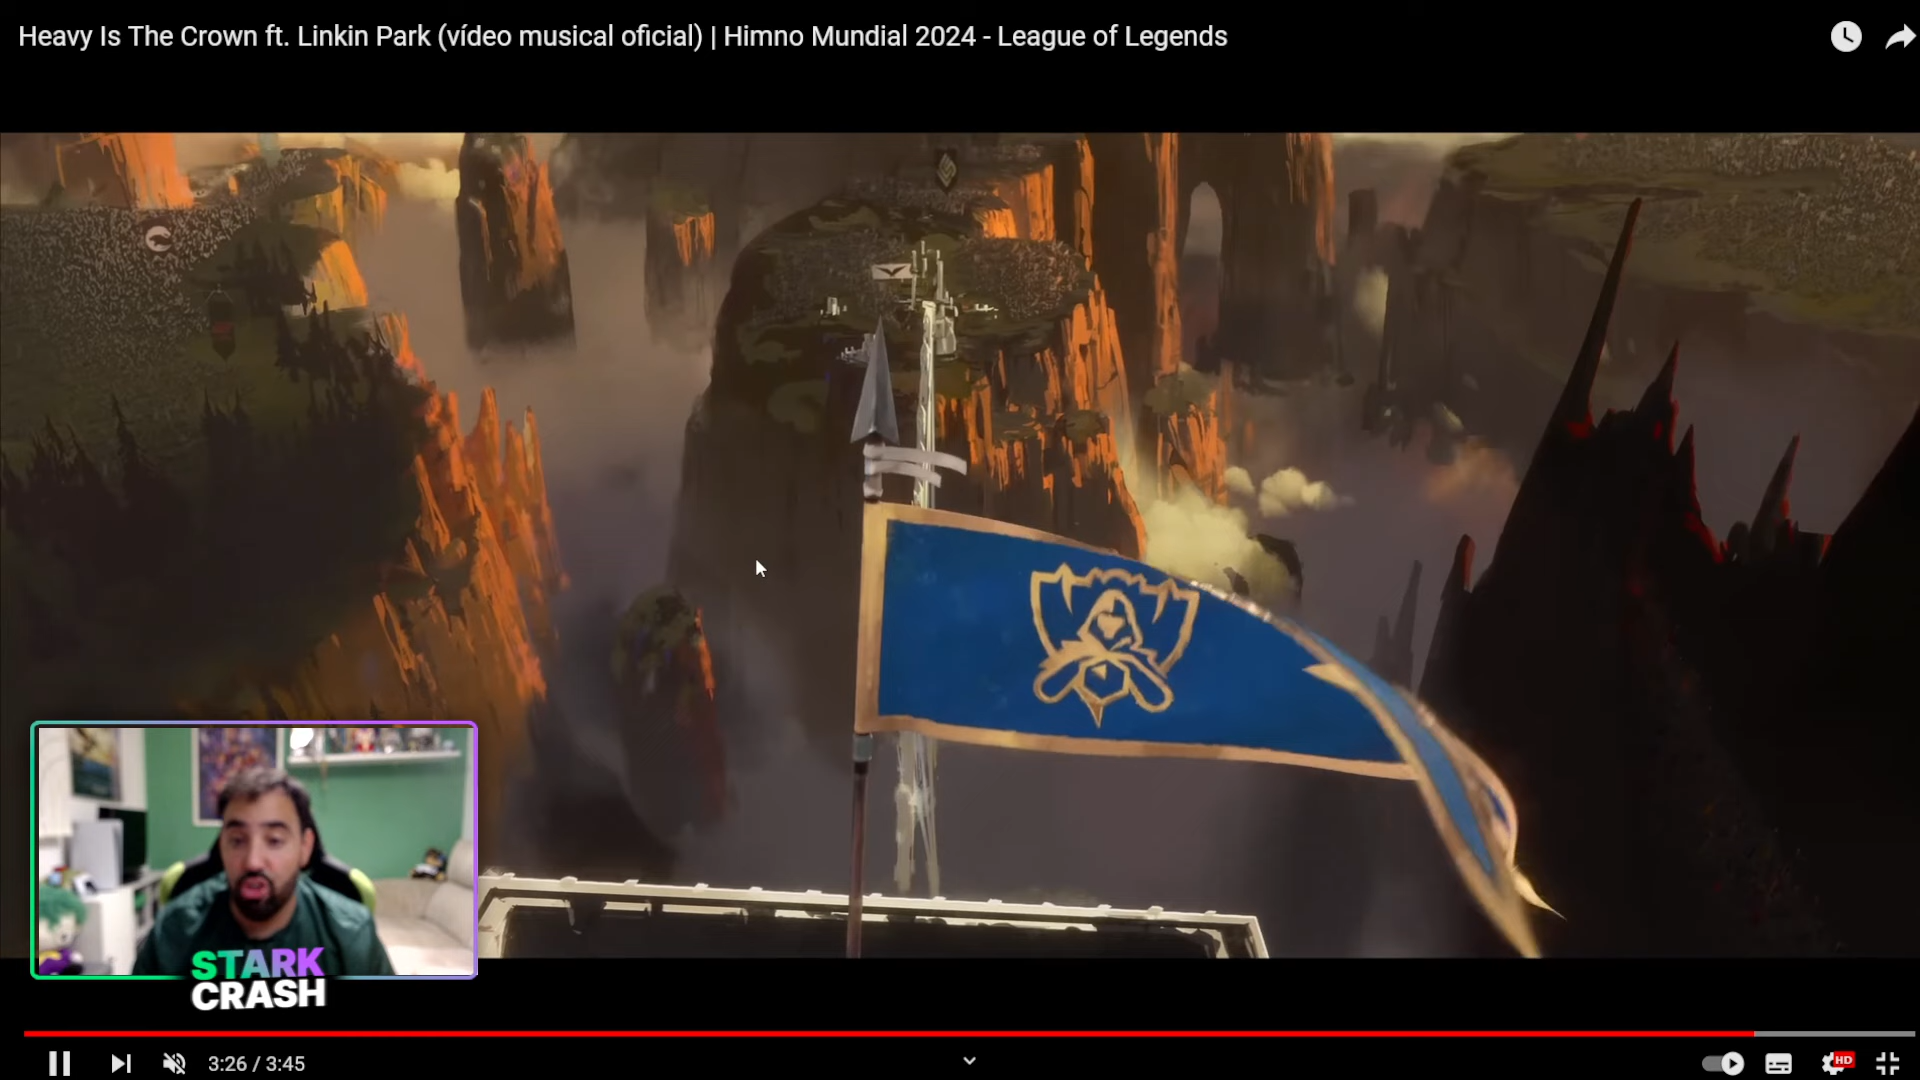 Heavy Is The Crown ft. Linkin Park (vídeo musical oficial) | Himno Mundial 2024 - League of Legends
STARK
CRASH
3:26 / 3:45
HD